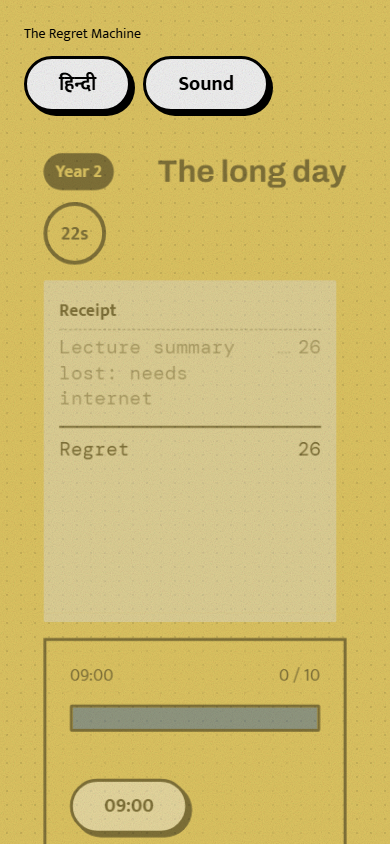 The Regret Machine
हिन्दी Sound
Year 2 The long day
22s
Receipt
Lecture summary ... 26
lost: needs
internet
Regret 26
09:00 0 / 10
09:00